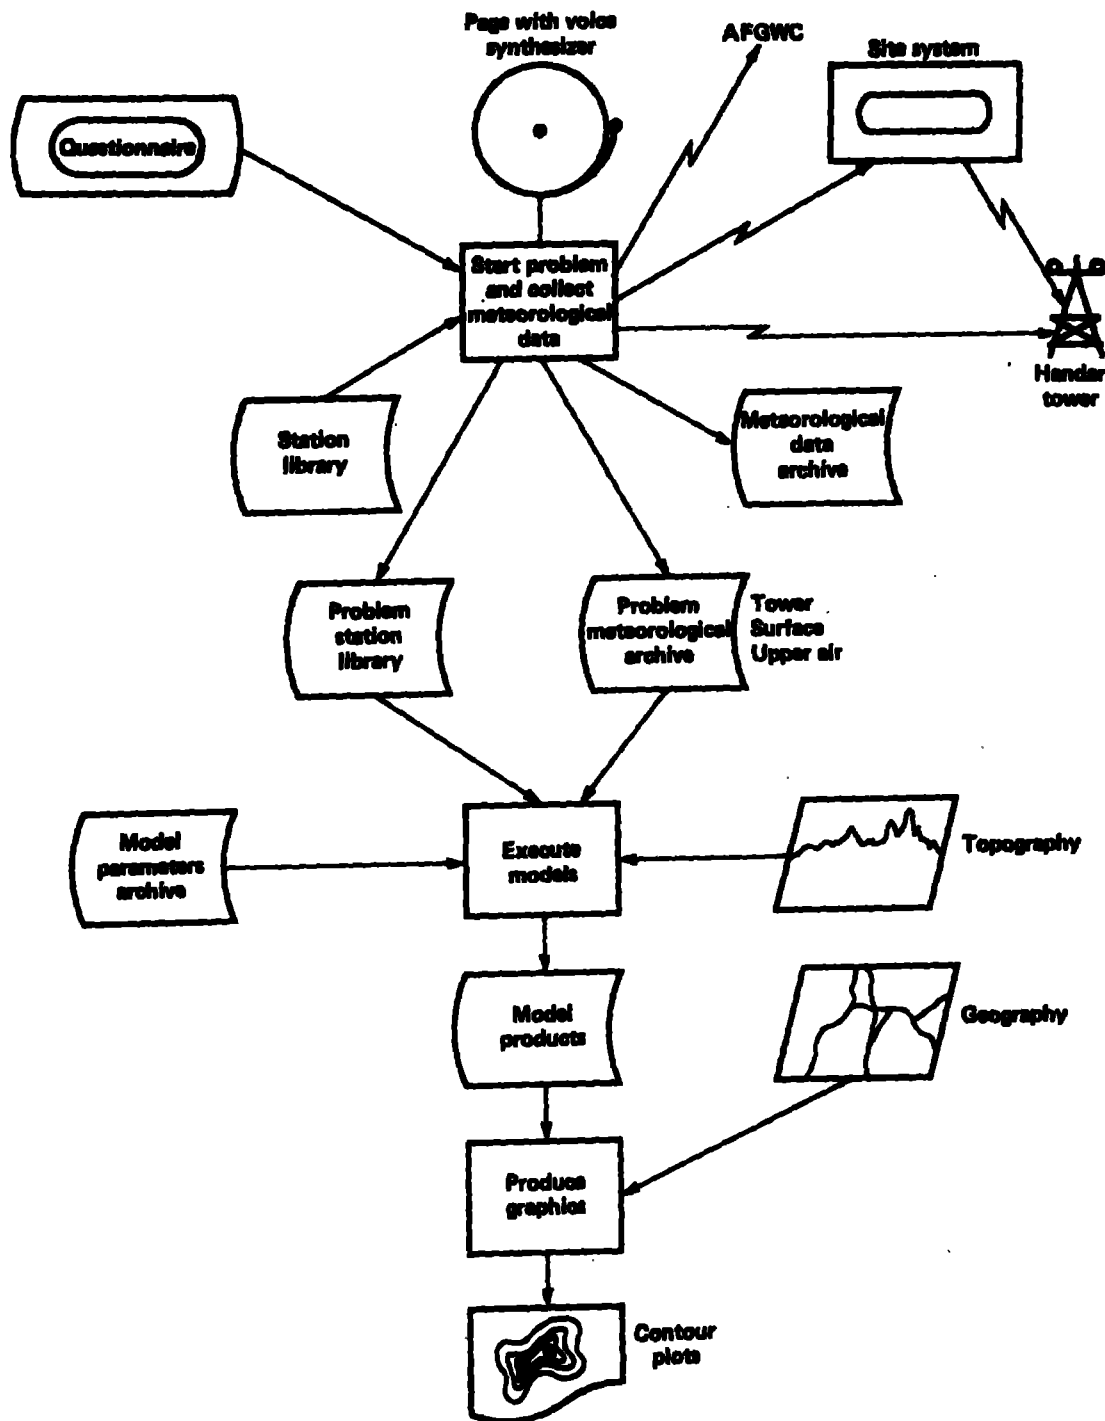 Page with voice
synthesizer
AFGWC
Site system
Questionnaire
Start problem
and collect
meteorological
data
Handar
tower
Station
library
Meteorological
data
archive
Problem
station
library
Problem
meteorological
archive
Tower
Surface
Upper air
Model
parameters
archive
Execute
models
Topography
Model
products
Geography
Produce
graphics
Contour
plots